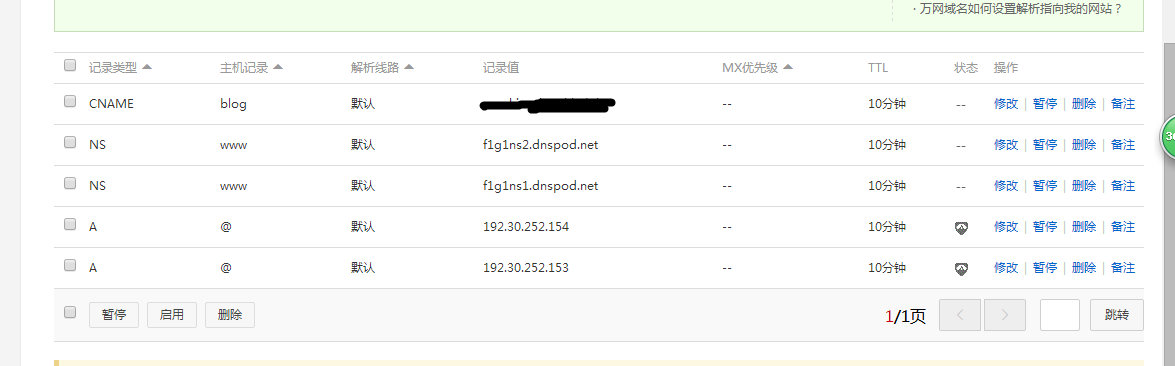 · 万网域名如何设置解析指向我的网站？
记录类型 主机记录 解析线路 记录值 MX优先级 TTL 状态 操作
CNAME blog 默认 -- 10分钟 -- 修改 | 暂停 | 删除 | 备注
NS www 默认 f1g1ns2.dnspod.net -- 10分钟 -- 修改 | 暂停 | 删除 | 备注
NS www 默认 f1g1ns1.dnspod.net -- 10分钟 -- 修改 | 暂停 | 删除 | 备注
A @ 默认 192.30.252.154 -- 10分钟 修改 | 暂停 | 删除 | 备注
A @ 默认 192.30.252.153 -- 10分钟 修改 | 暂停 | 删除 | 备注
暂停 启用 删除 1/1页 跳转